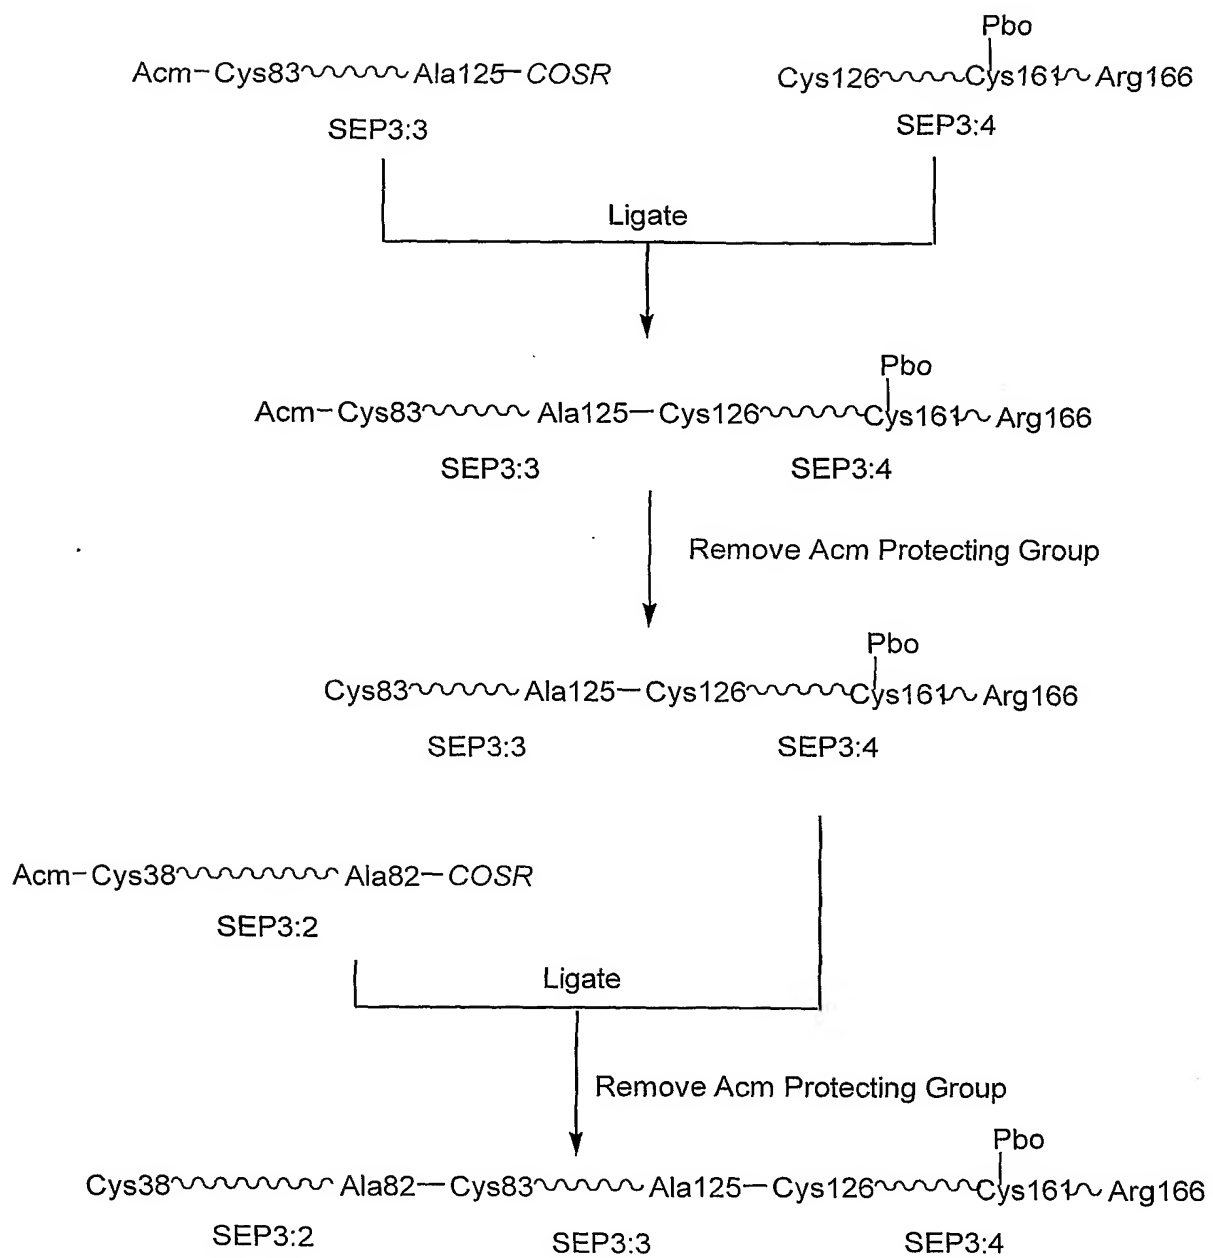 Pbo
Acm-Cys83 Ala125-COSR Cys126 Cys161 Arg166
SEP3:3 SEP3:4
Ligate
Pbo
Acm-Cys83 Ala125-Cys126 Cys161 Arg166
SEP3:3 SEP3:4
Remove Acm Protecting Group
Pbo
Cys83 Ala125-Cys126 Cys161 Arg166
SEP3:3 SEP3:4
Acm-Cys38 Ala82-COSR
SEP3:2
Ligate
Remove Acm Protecting Group
Pbo
Cys38 Ala82-Cys83 Ala125-Cys126 Cys161 Arg166
SEP3:2 SEP3:3 SEP3:4